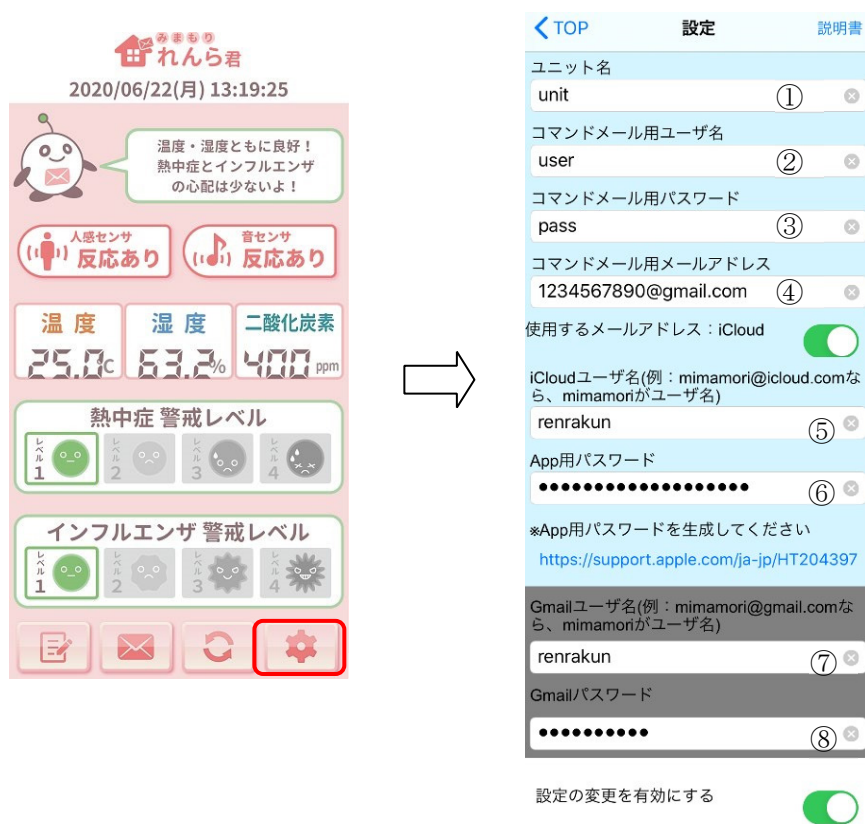 みまもり
れんら君
2020/06/22(月) 13:19:25
温度・湿度ともに良好！
熱中症とインフルエンザ
の心配は少ないよ！
人感センサ
反応あり
音センサ
反応あり
温度
25.0℃
湿度
63.2%
二酸化炭素
400 ppm
熱中症 警戒レベル
レベル1
レベル2
レベル3
レベル4
インフルエンザ 警戒レベル
レベル1
レベル2
レベル3
レベル4
TOP
設定
説明書
ユニット名
unit ①
コマンドメール用ユーザ名
user ②
コマンドメール用パスワード
pass ③
コマンドメール用メールアドレス
1234567890@gmail.com ④
使用するメールアドレス：iCloud
iCloudユーザ名(例：mimamori@icloud.comな
ら、mimamoriがユーザ名)
renrakun ⑤
App用パスワード
●●●●●●●●●●●●●●●●●●● ⑥
※App用パスワードを生成してください
https://support.apple.com/ja-jp/HT204397
Gmailユーザ名(例：mimamori@gmail.comな
ら、mimamoriがユーザ名)
renrakun ⑦
Gmailパスワード
●●●●●●●●●● ⑧
設定の変更を有効にする